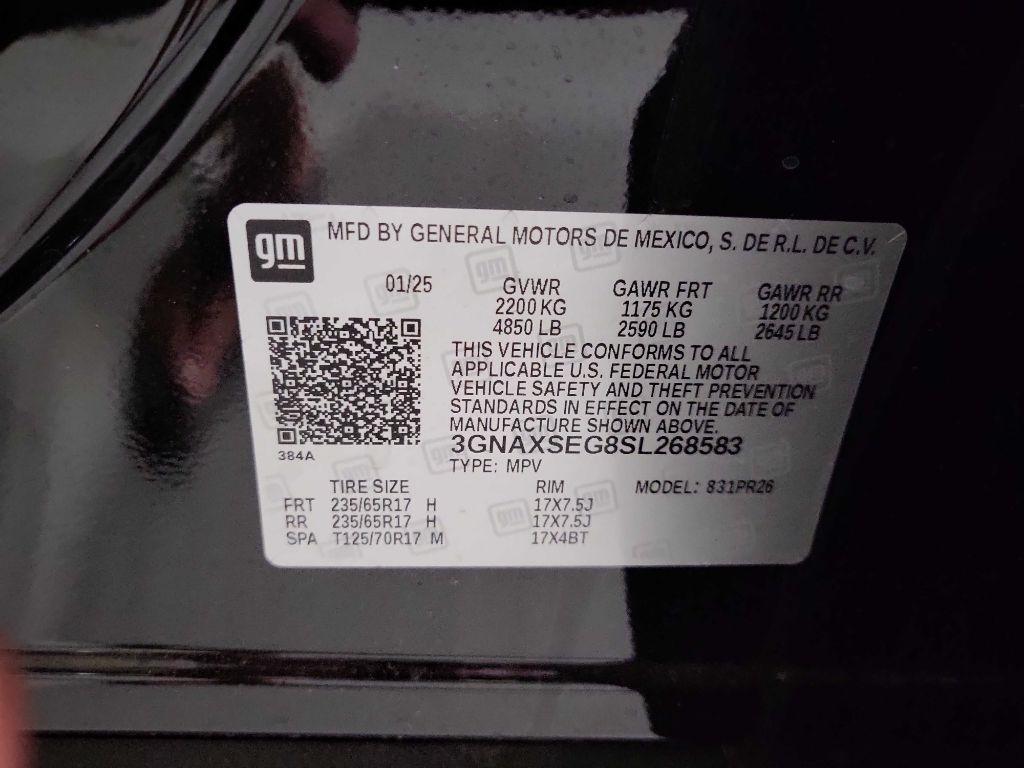 gm
MFD BY GENERAL MOTORS DE MEXICO, S. DE R.L. DE C.V.
01/25 GVWR GAWR FRT GAWR RR
2200 KG 1175 KG 1200 KG
4850 LB 2590 LB 2645 LB
THIS VEHICLE CONFORMS TO ALL
APPLICABLE U.S. FEDERAL MOTOR
VEHICLE SAFETY AND THEFT PREVENTION
STANDARDS IN EFFECT ON THE DATE OF
MANUFACTURE SHOWN ABOVE.
3GNAXSEG8SL268583
384A
TYPE: MPV
TIRE SIZE RIM MODEL: 831PR26
FRT 235/65R17 H 17X7.5J
RR 235/65R17 H 17X7.5J
SPA T125/70R17 M 17X4BT